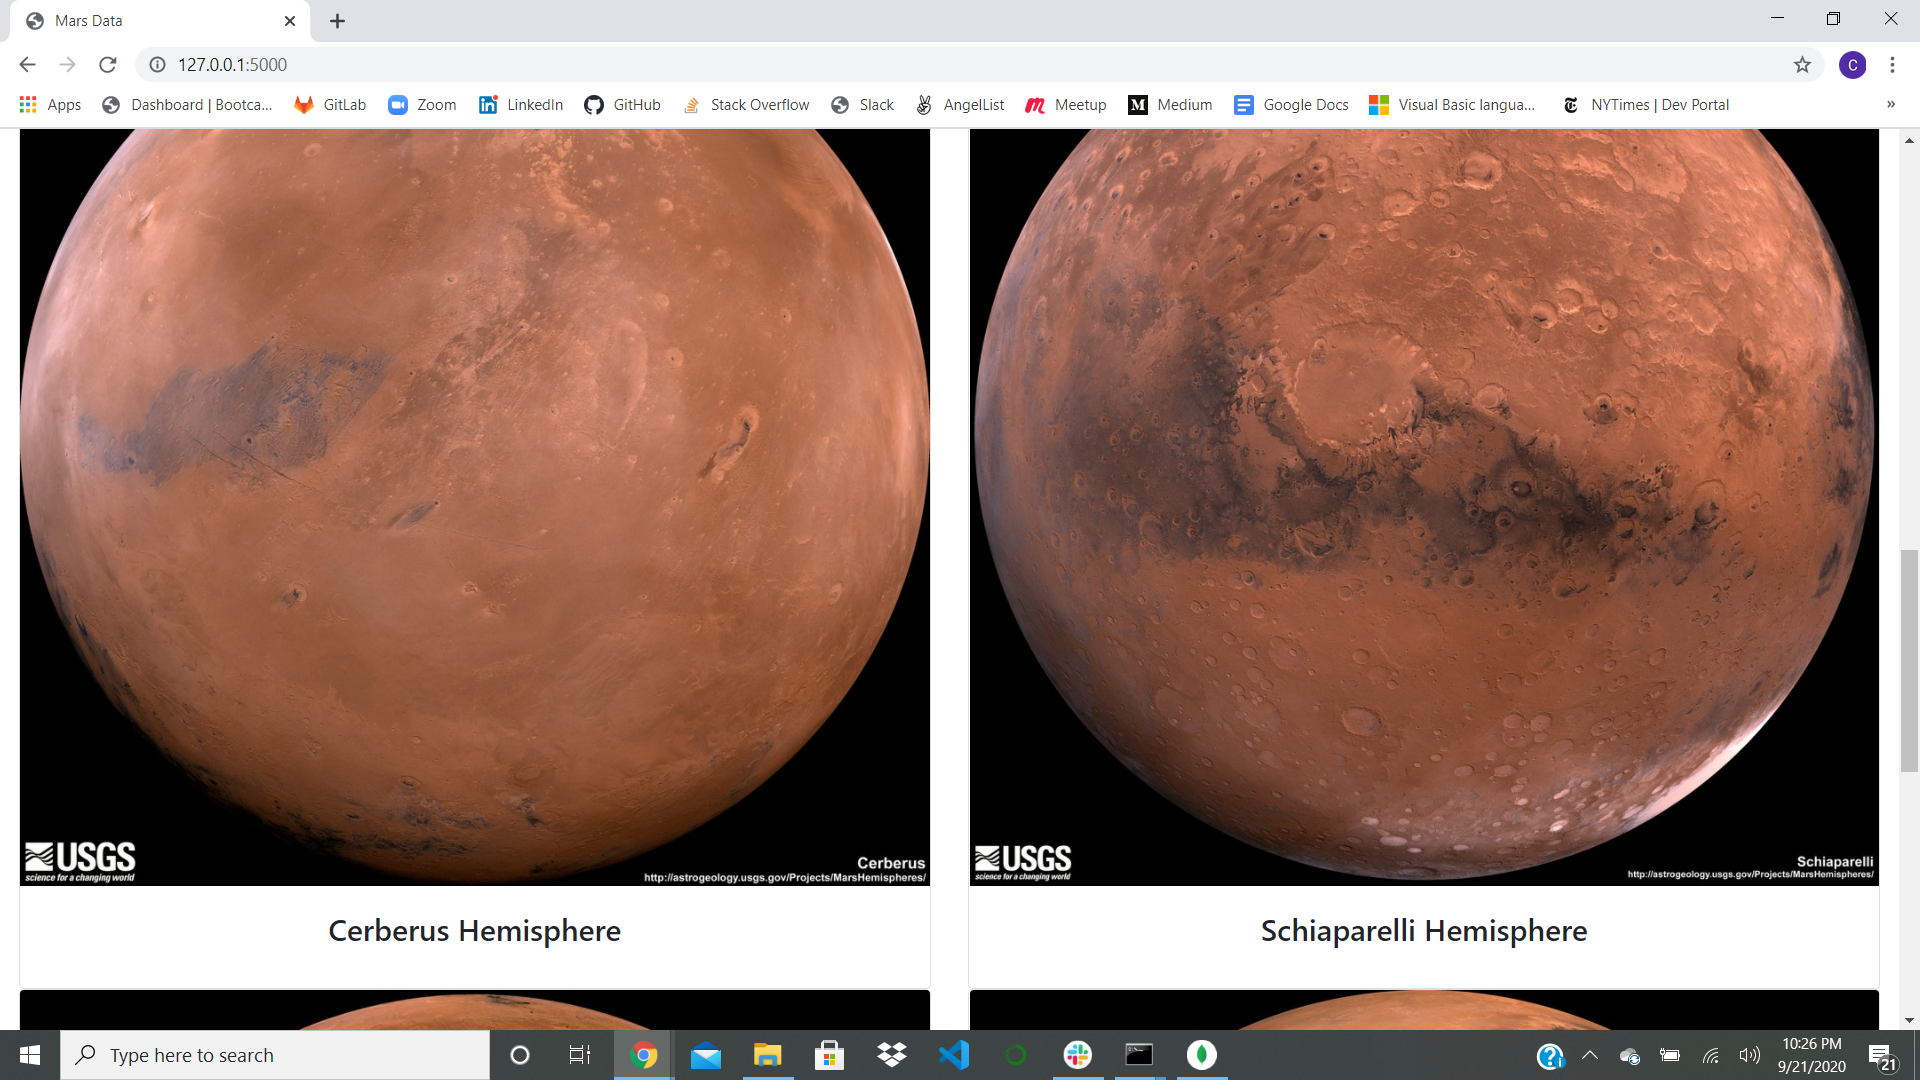 Mars Data
127.0.0.1:5000
Apps
Dashboard | Bootca...
GitLab
Zoom
LinkedIn
GitHub
Stack Overflow
Slack
AngelList
Meetup
Medium
Google Docs
Visual Basic langua...
NYTimes | Dev Portal
USGS
science for a changing world
Cerberus
http://astrogeology.usgs.gov/Projects/MarsHemispheres/
USGS
science for a changing world
Schiaparelli
http://astrogeology.usgs.gov/Projects/MarsHemispheres/
Cerberus Hemisphere
Schiaparelli Hemisphere
Type here to search
10:26 PM
9/21/2020
21